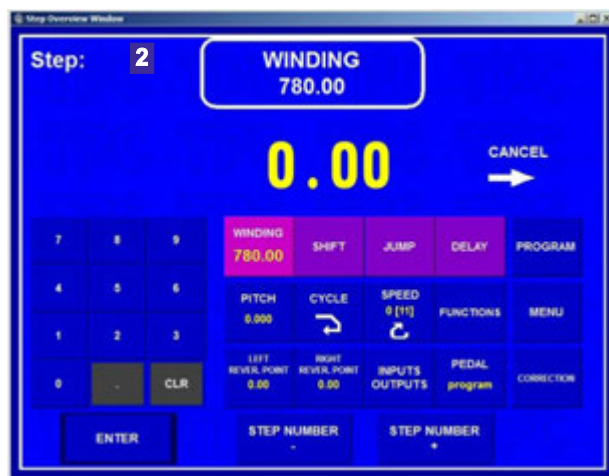 Step Overview Window
Step: 2
WINDING
780.00
0.00
CANCEL
7 8 9
WINDING
780.00
SHIFT
JUMP
DELAY
PROGRAM
4 5 6
PITCH
0.000
CYCLE
SPEED
0 [11]
FUNCTIONS
MENU
1 2 3
0 . CLR
LEFT
REVER. POINT
0.00
RIGHT
REVER. POINT
0.00
INPUTS
OUTPUTS
PEDAL
program
CORRECTION
ENTER
STEP NUMBER
-
STEP NUMBER
+